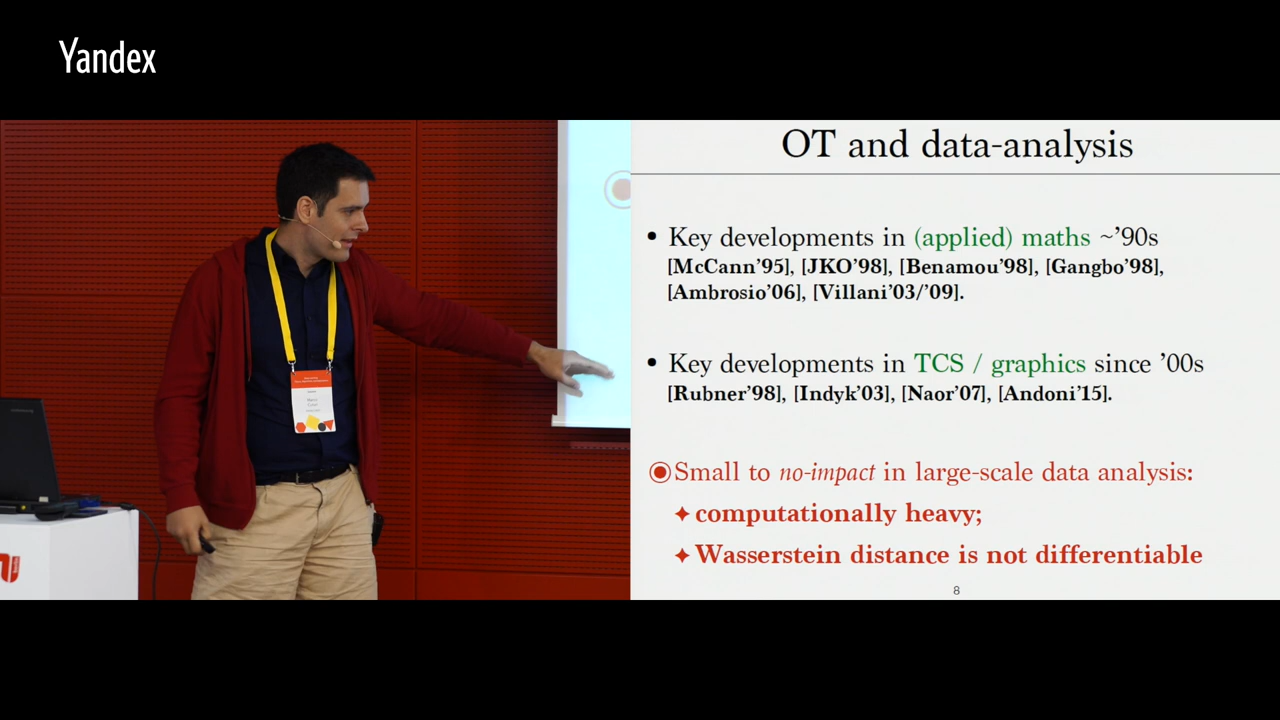 Yandex
OT and data-analysis
• Key developments in (applied) maths ~'90s
[McCann'95], [JKO'98], [Benamou'98], [Gangbo'98],
[Ambrosio'06], [Villani'03/'09].
• Key developments in TCS / graphics since '00s
[Rubner'98], [Indyk'03], [Naor'07], [Andoni'15].
Small to no-impact in large-scale data analysis:
✦ computationally heavy;
✦ Wasserstein distance is not differentiable
8